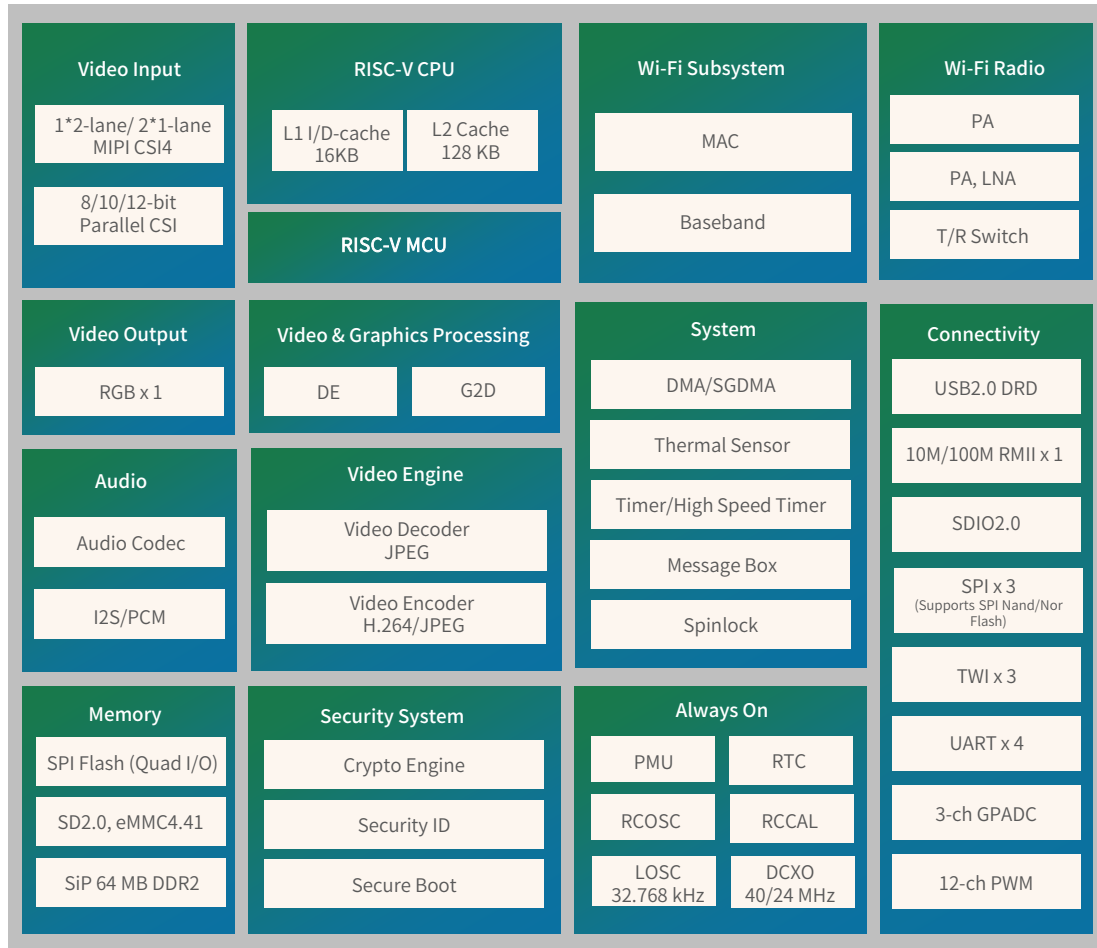 Video Input
1*2-lane/ 2*1-lane
MIPI CSI4
8/10/12-bit
Parallel CSI
RISC-V CPU
L1 I/D-cache
16KB
L2 Cache
128 KB
RISC-V MCU
Wi-Fi Subsystem
MAC
Baseband
Wi-Fi Radio
PA
PA, LNA
T/R Switch
Video Output
RGB x 1
Video & Graphics Processing
DE
G2D
System
DMA/SGDMA
Thermal Sensor
Timer/High Speed Timer
Message Box
Spinlock
Connectivity
USB2.0 DRD
10M/100M RMII x 1
SDIO2.0
SPI x 3
(Supports SPI Nand/Nor
Flash)
TWI x 3
UART x 4
3-ch GPADC
12-ch PWM
Audio
Audio Codec
I2S/PCM
Video Engine
Video Decoder
JPEG
Video Encoder
H.264/JPEG
Memory
SPI Flash (Quad I/O)
SD2.0, eMMC4.41
SiP 64 MB DDR2
Security System
Crypto Engine
Security ID
Secure Boot
Always On
PMU
RTC
RCOSC
RCCAL
LOSC
32.768 kHz
DCXO
40/24 MHz